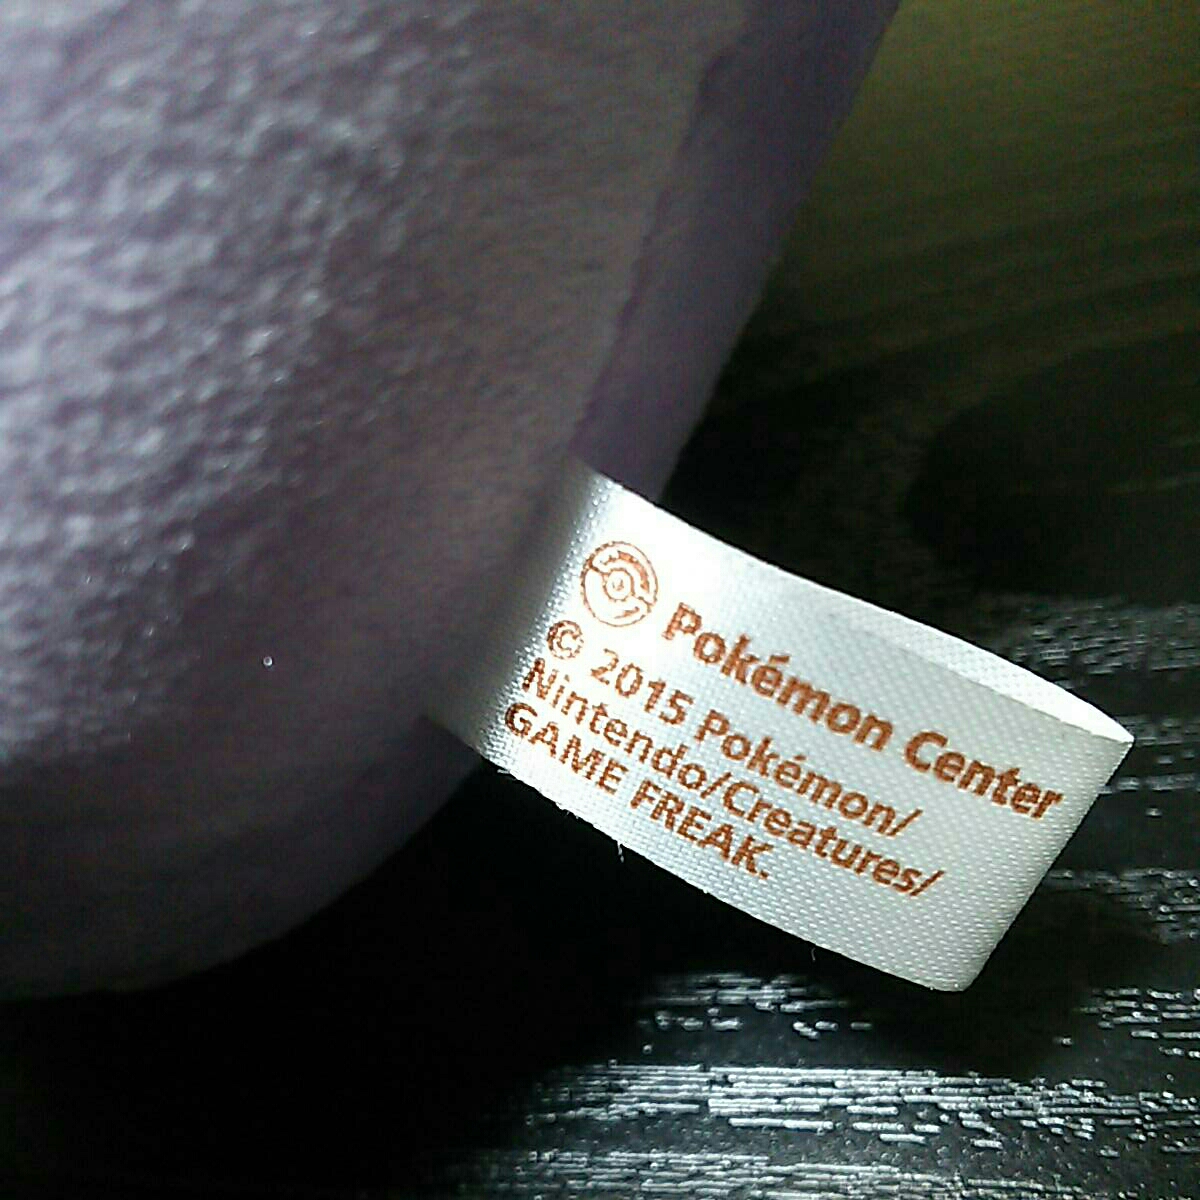 Pokémon Center
© 2015 Pokémon/
Nintendo/Creatures/
GAME FREAK.